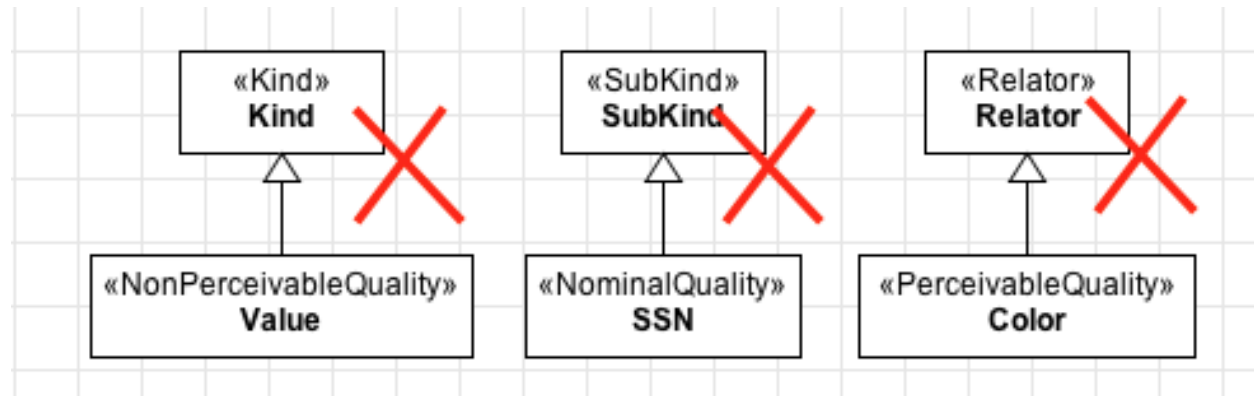 «Kind»
Kind
«SubKind»
SubKind
«Relator»
Relator
«NonPerceivableQuality»
Value
«NominalQuality»
SSN
«PerceivableQuality»
Color